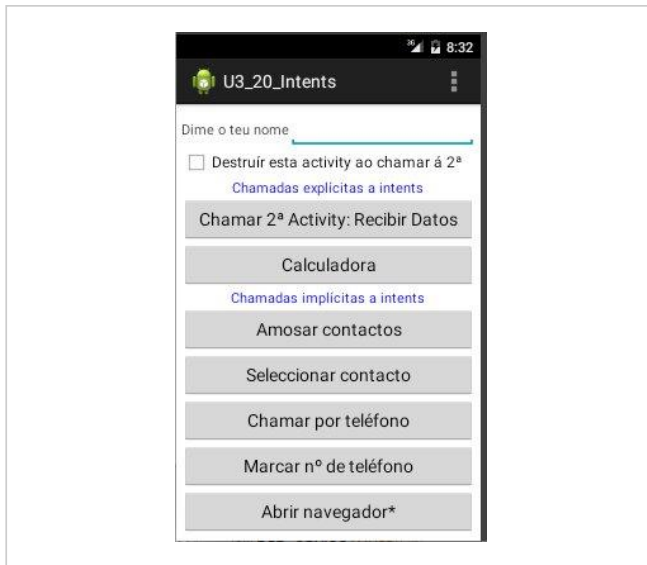 36 8:32
U3_20_Intents
Dime o teu nome
Destruír esta activity ao chamar á 2ª
Chamadas explícitas a intents
Chamar 2ª Activity: Recibir Datos
Calculadora
Chamadas implícitas a intents
Amosar contactos
Seleccionar contacto
Chamar por teléfono
Marcar nº de teléfono
Abrir navegador*